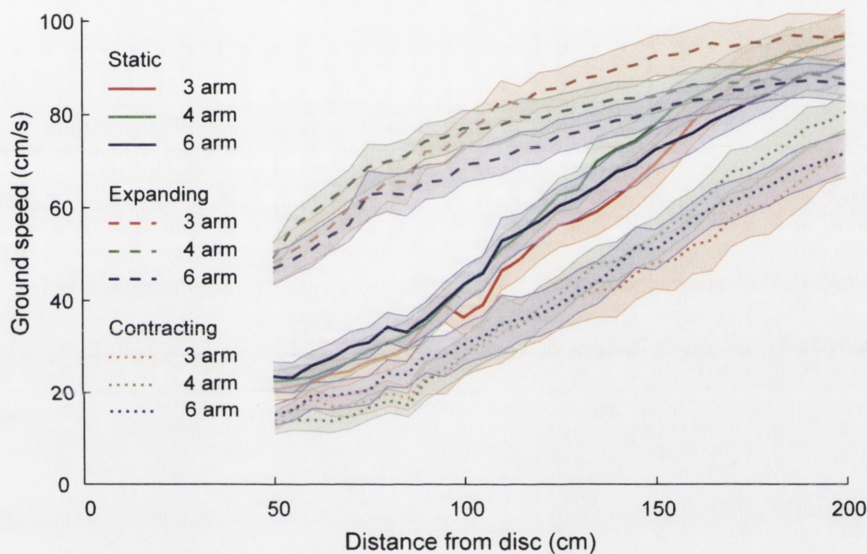 100
80
60
40
20
0
Ground speed (cm/s)
Static
3 arm
4 arm
6 arm
Expanding
3 arm
4 arm
6 arm
Contracting
3 arm
4 arm
6 arm
0 50 100 150 200
Distance from disc (cm)